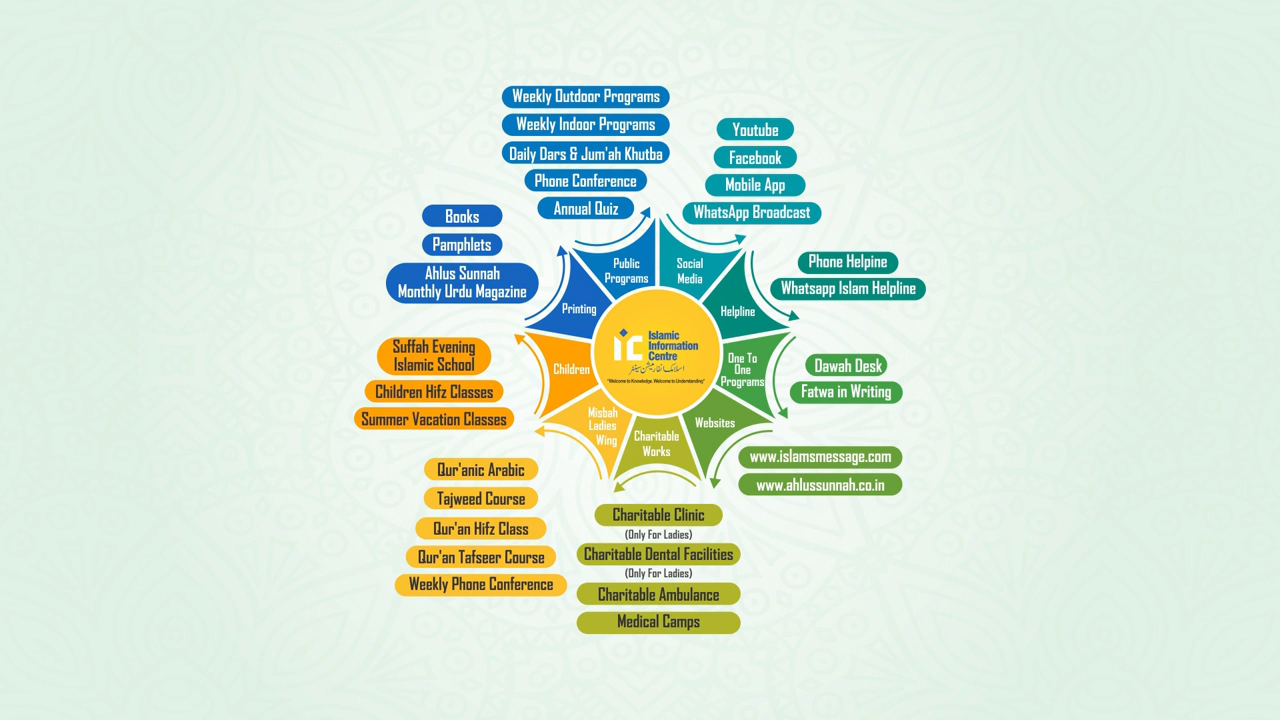 Weekly Outdoor Programs
Weekly Indoor Programs
Daily Dars & Jum'ah Khutba
Phone Conference
Annual Quiz
Youtube
Facebook
Mobile App
WhatsApp Broadcast
Books
Pamphlets
Ahlus Sunnah
Monthly Urdu Magazine
Phone Helpine
Whatsapp Islam Helpline
Public
Programs
Social
Media
Printing
Helpline
Children
One To
One
Programs
Misbah
Ladies
Wing
Charitable
Works
Websites
iC
Islamic
Information
Centre
اسلامک انفارمیشن سینٹر
"Welcome to Knowledge, Welcome to Understanding"
Suffah Evening
Islamic School
Children Hifz Classes
Summer Vacation Classes
Dawah Desk
Fatwa in Writing
www.islamsmessage.com
www.ahlussunnah.co.in
Qur'anic Arabic
Tajweed Course
Qur'an Hifz Class
Qur'an Tafseer Course
Weekly Phone Conference
Charitable Clinic
(Only For Ladies)
Charitable Dental Facilities
(Only For Ladies)
Charitable Ambulance
Medical Camps